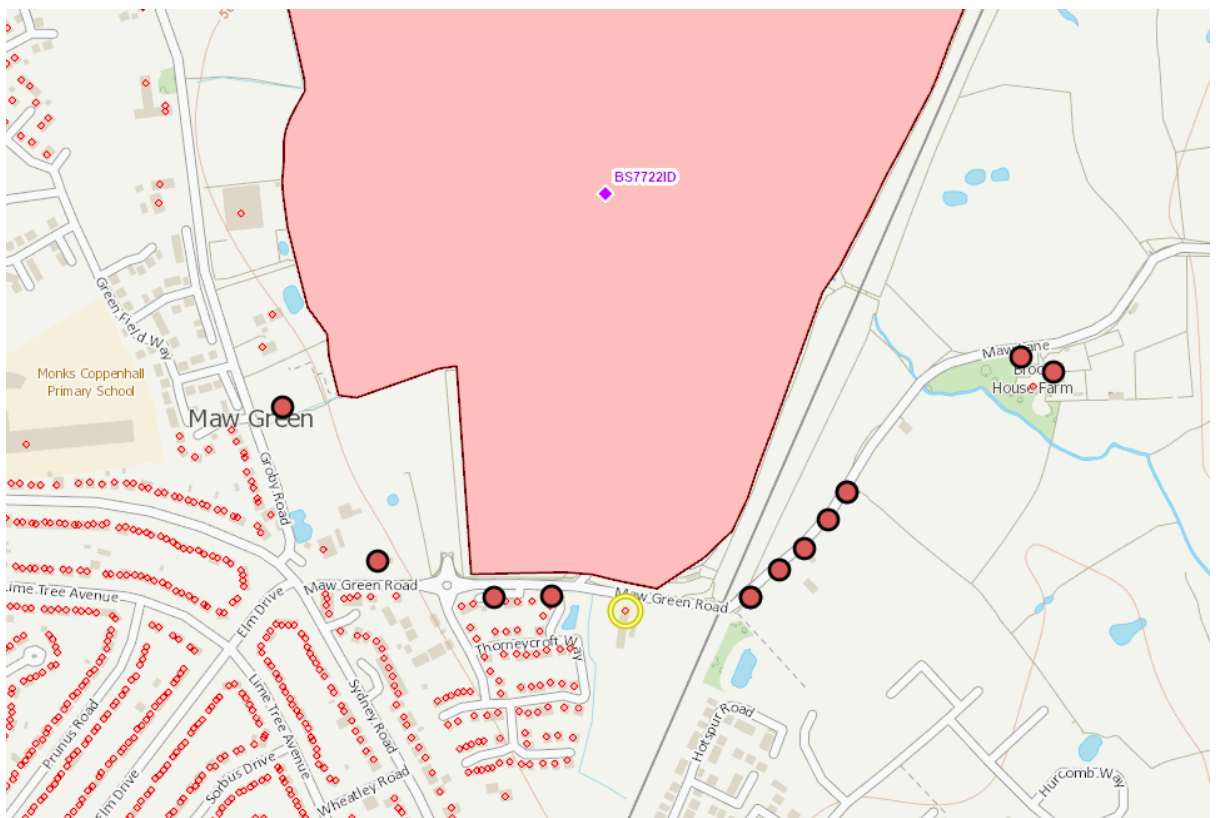 50
BS7722ID
Green Field Way
Monks Coppenhall
Primary School
Maw Green
Groby Road
Maw Lane
Brook
House Farm
Lime Tree Avenue
Elm Drive
Maw Green Road
Maw Green Road
Thorneycroft Way
Prunus Road
Lime Tree Avenue
Sydney Road
Hotspur Road
Sorbus Drive
Elm Drive
Wheatley Road
Hurcomb Way